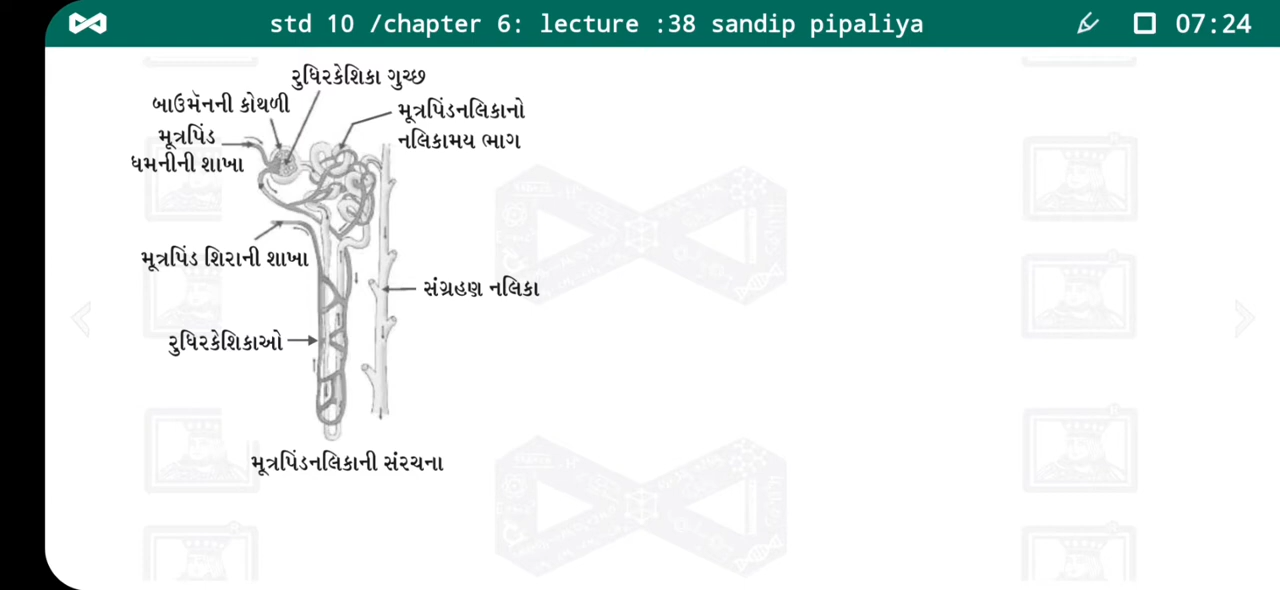 std 10 /chapter 6: lecture :38 sandip pipaliya
07:24
રુધિરકેશિકા ગુચ્છ
બાઉમૅનની કોથળી
મૂત્રપિંડનલિકાનો
નલિકામય ભાગ
મૂત્રપિંડ
ધમનીની શાખા
મૂત્રપિંડ શિરાની શાખા
સંગ્રહણ નલિકા
રુધિરકેશિકાઓ
મૂત્રપિંડનલિકાની સંરચના